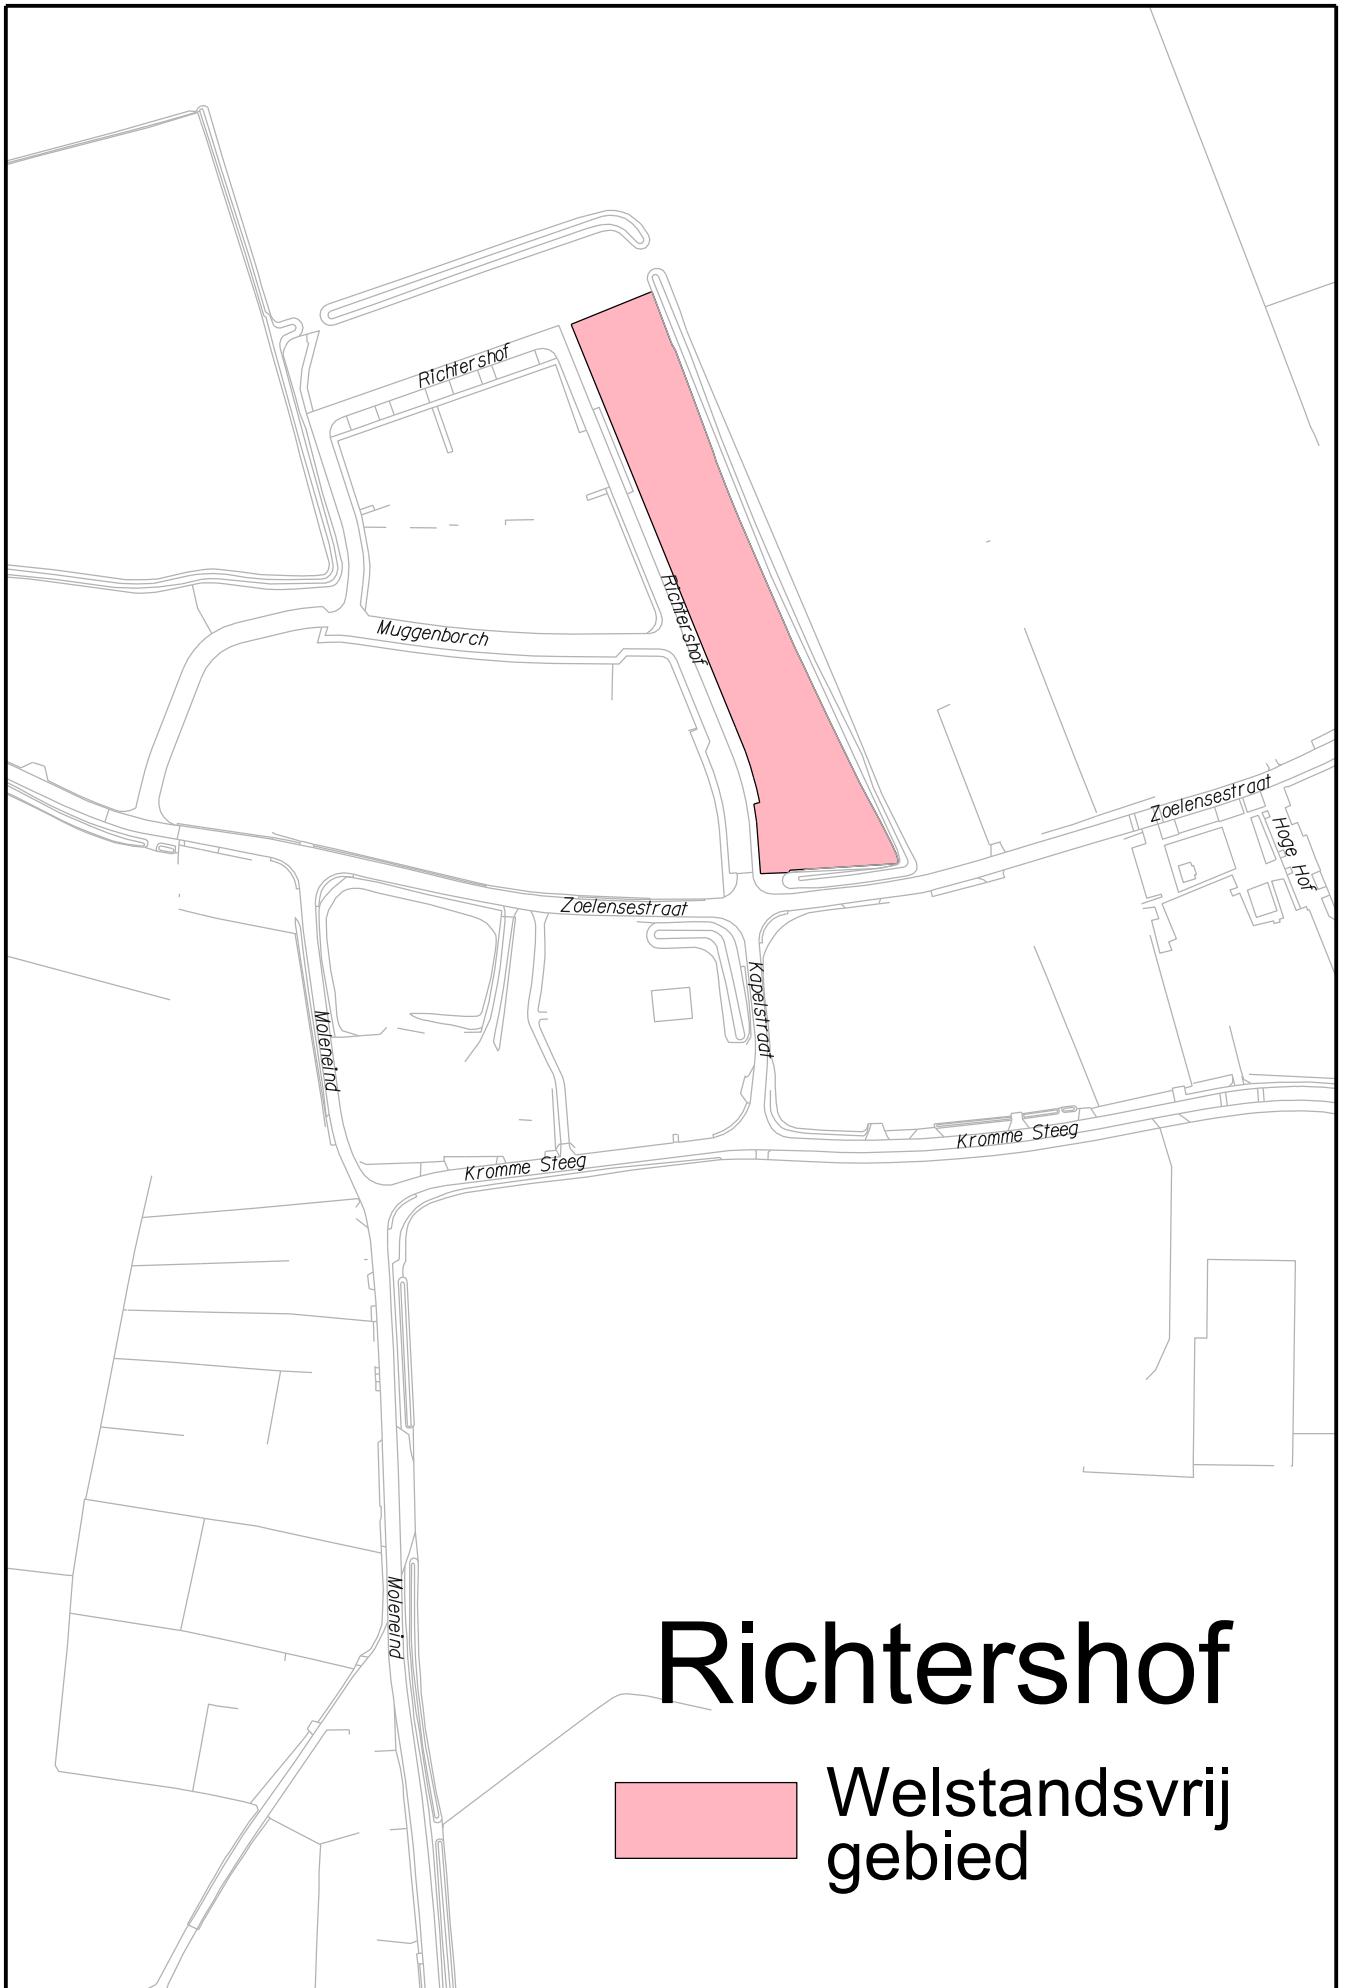 Richtershof
Richtershof
Muggenborch
Zoelensestraat
Hoge Hof
Zoelensestraat
Kapelstraat
Moleneind
Kromme Steeg
Kromme Steeg
Moleneind
Richtershof
Welstandsvrij
gebied